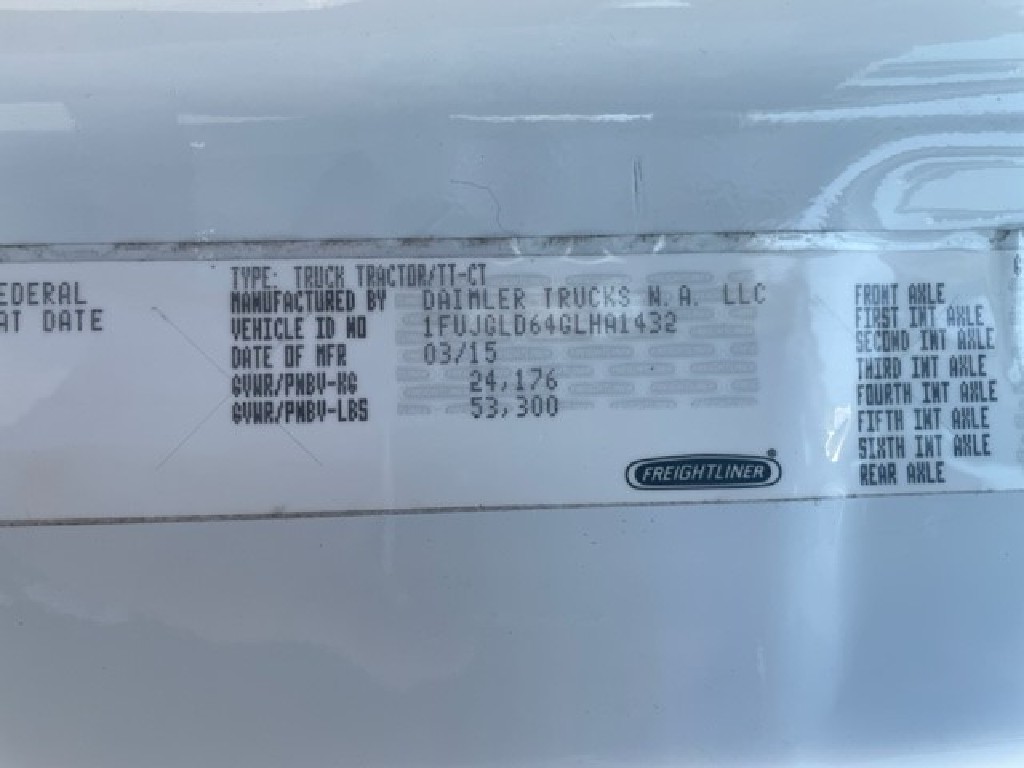 EDERAL
AT DATE
TYPE: TRUCK TRACTOR/TT-CT
MANUFACTURED BY DAIMLER TRUCKS N.A. LLC
VEHICLE ID NO 1FUJGLD64GLHA1432
DATE OF MFR 03/15
GVWR/PNBV-KG 24,176
GVWR/PNBV-LBS 53,300
FREIGHTLINER®
FRONT AXLE
FIRST INT AXLE
SECOND INT AXLE
THIRD INT AXLE
FOURTH INT AXLE
FIFTH INT AXLE
SIXTH INT AXLE
REAR AXLE